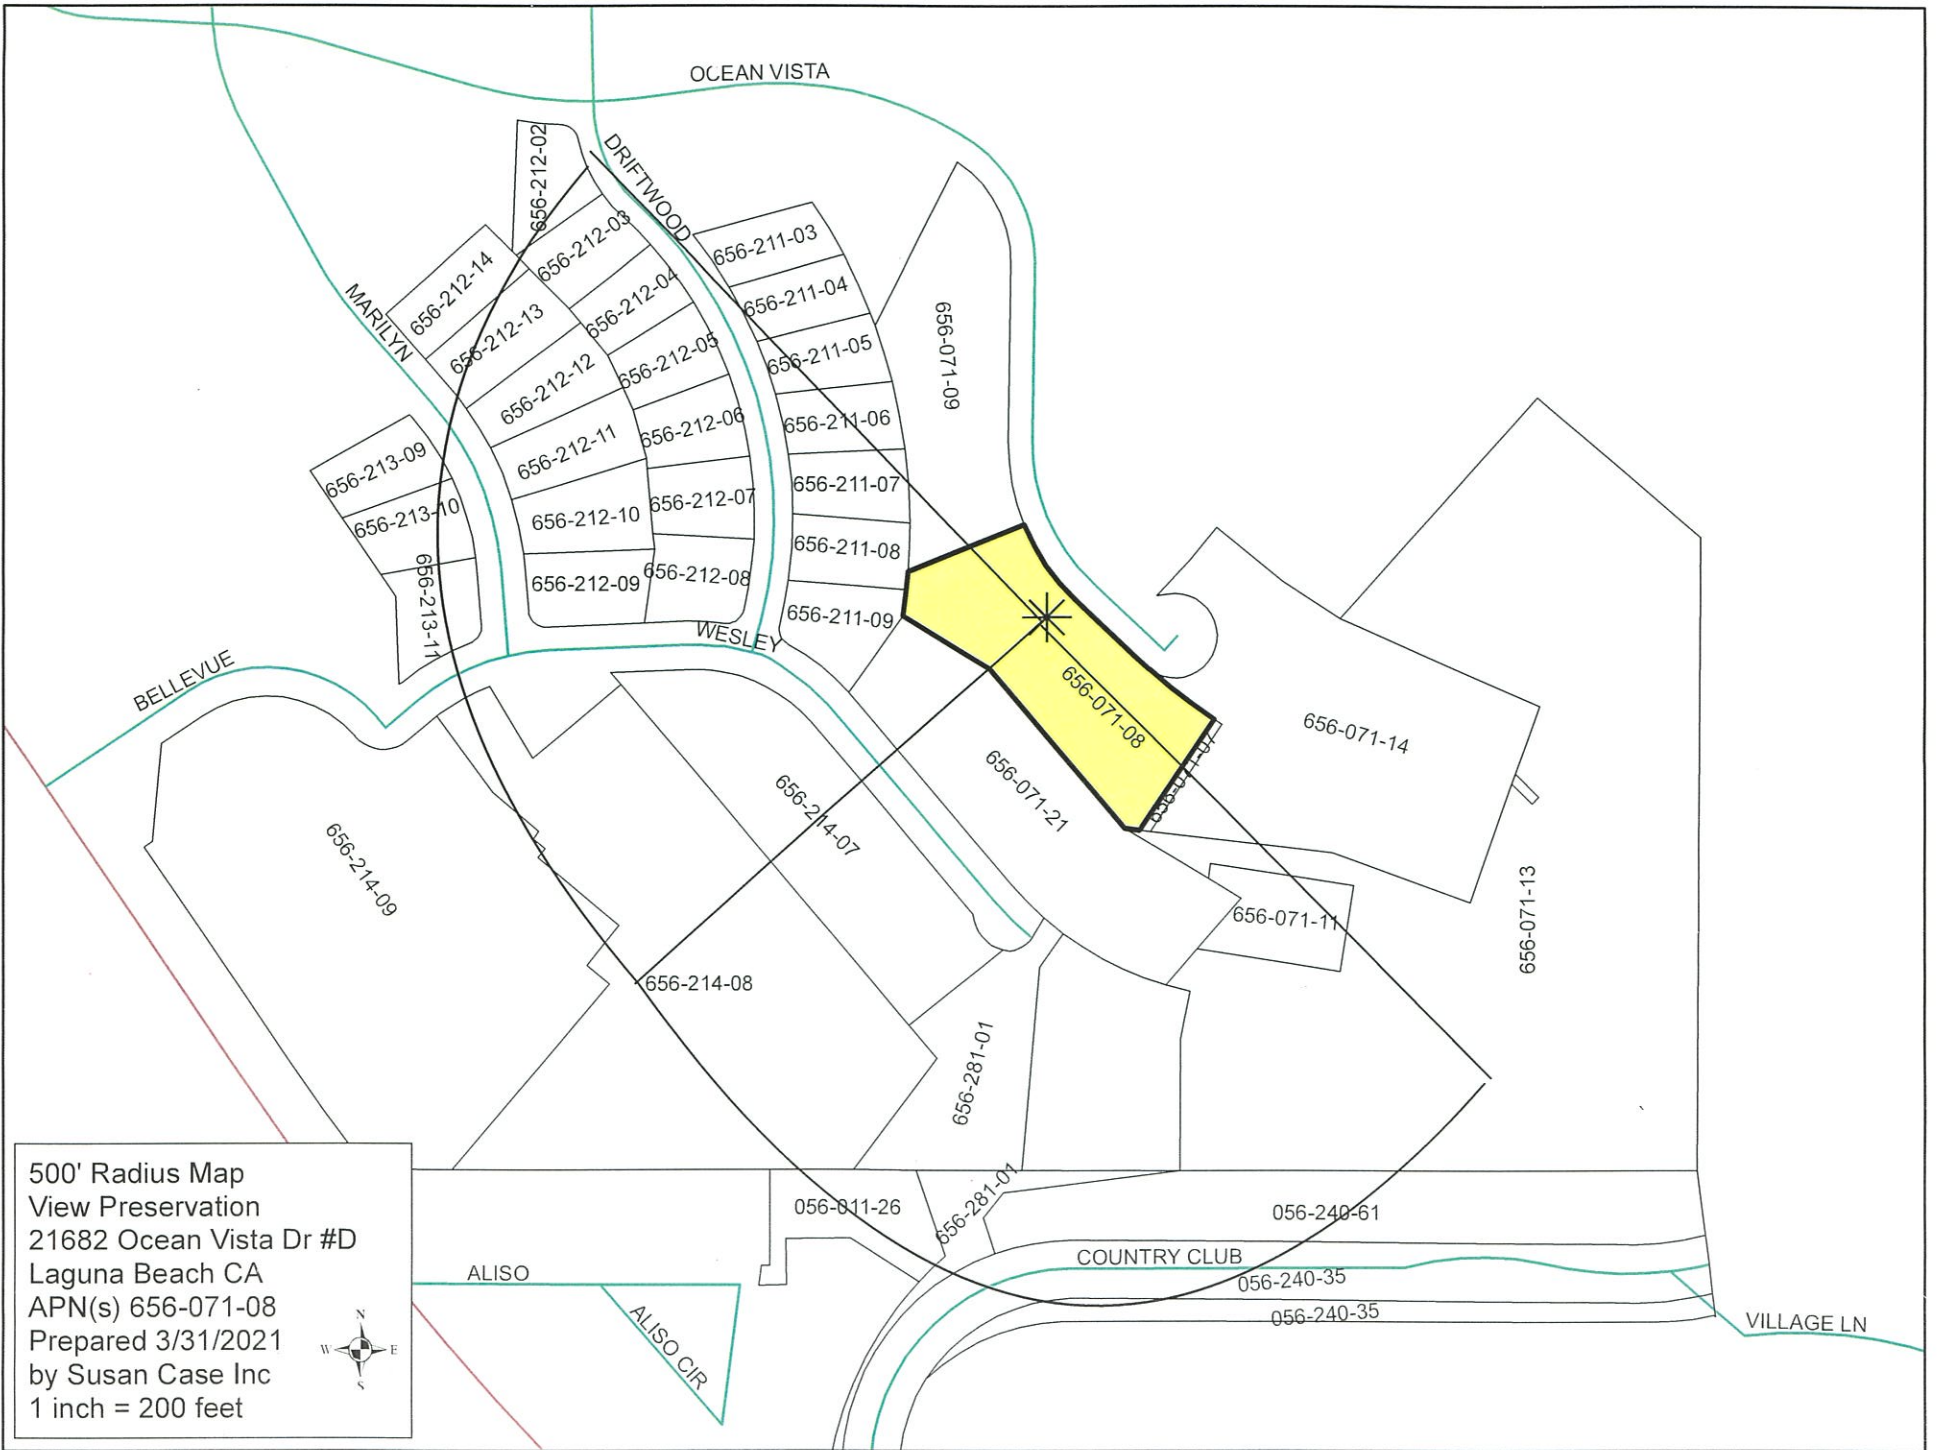 OCEAN VISTA
DRIFTWOOD
656-212-02
656-212-03
656-211-03
656-212-14
656-212-04
656-211-04
MARILYN
656-212-13
656-211-05
656-071-09
656-212-05
656-212-12
656-211-06
656-212-06
656-212-11
656-213-09
656-211-07
656-212-07
656-213-10
656-212-10
656-211-08
656-212-08
656-212-09
656-213-11
656-211-09
WESLEY
BELLEVUE
656-071-08
656-071-14
656-071-07
656-071-21
656-214-07
656-214-09
656-071-11
656-071-13
656-214-08
656-281-01
656-281-01
056-011-26
056-240-61
COUNTRY CLUB
056-240-35
056-240-35
VILLAGE LN
ALISO
ALISO CIR
500' Radius Map
View Preservation
21682 Ocean Vista Dr #D
Laguna Beach CA
APN(s) 656-071-08
Prepared 3/31/2021
by Susan Case Inc
1 inch = 200 feet
N
W E
S